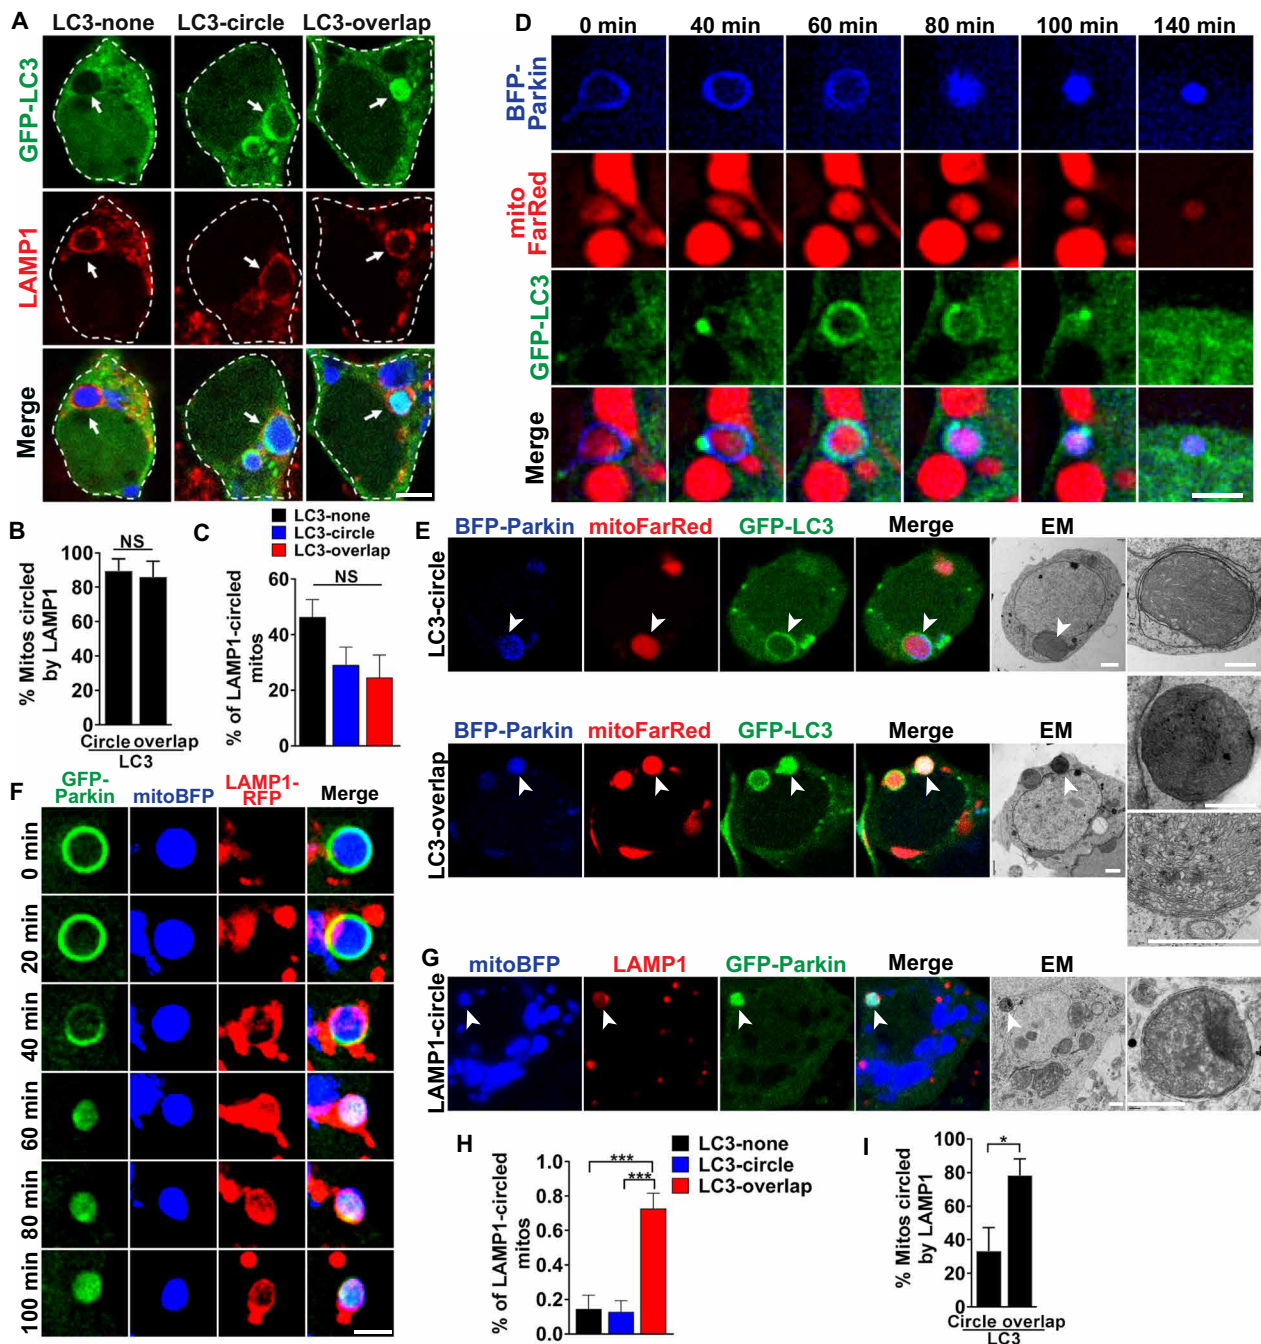 A
LC3-none
LC3-circle
LC3-overlap
GFP-LC3
LAMP1
Merge
D
0 min
40 min
60 min
80 min
100 min
140 min
BFP-
Parkin
mito
FarRed
GFP-LC3
Merge
B
NS
100
80
60
40
20
0
% Mitos circled
by LAMP1
Circle overlap
LC3
C
LC3-none
LC3-circle
LC3-overlap
NS
60
40
20
0
% of LAMP1-circled
mitos
E
BFP-Parkin
mitoFarRed
GFP-LC3
Merge
EM
LC3-circle
BFP-Parkin
mitoFarRed
GFP-LC3
Merge
EM
LC3-overlap
F
GFP-
Parkin
mitoBFP
LAMP1-
RFP
Merge
0 min
20 min
40 min
60 min
80 min
100 min
G
mitoBFP
LAMP1
GFP-Parkin
Merge
EM
LAMP1-circle
H
LC3-none
LC3-circle
LC3-overlap
***
***
1.0
0.8
0.6
0.4
0.2
0
% of LAMP1-circled
mitos
I
*
100
80
60
40
20
0
% Mitos circled
by LAMP1
Circle overlap
LC3